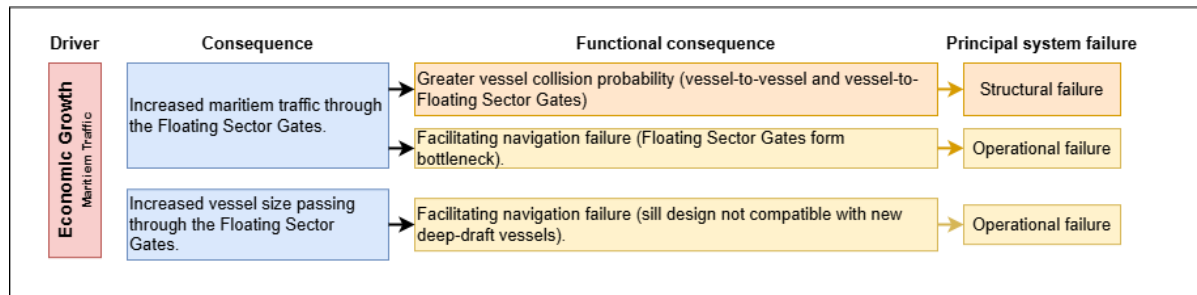 Driver
Consequence
Functional consequence
Principal system failure
Economic Growth
Maritiem Traffic
Increased maritiem traffic through
the Floating Sector Gates.
Greater vessel collision probability (vessel-to-vessel and vessel-to-
Floating Sector Gates)
Structural failure
Facilitating navigation failure (Floating Sector Gates form
bottleneck).
Operational failure
Increased vessel size passing
through the Floating Sector
Gates.
Facilitating navigation failure (sill design not compatible with new
deep-draft vessels).
Operational failure